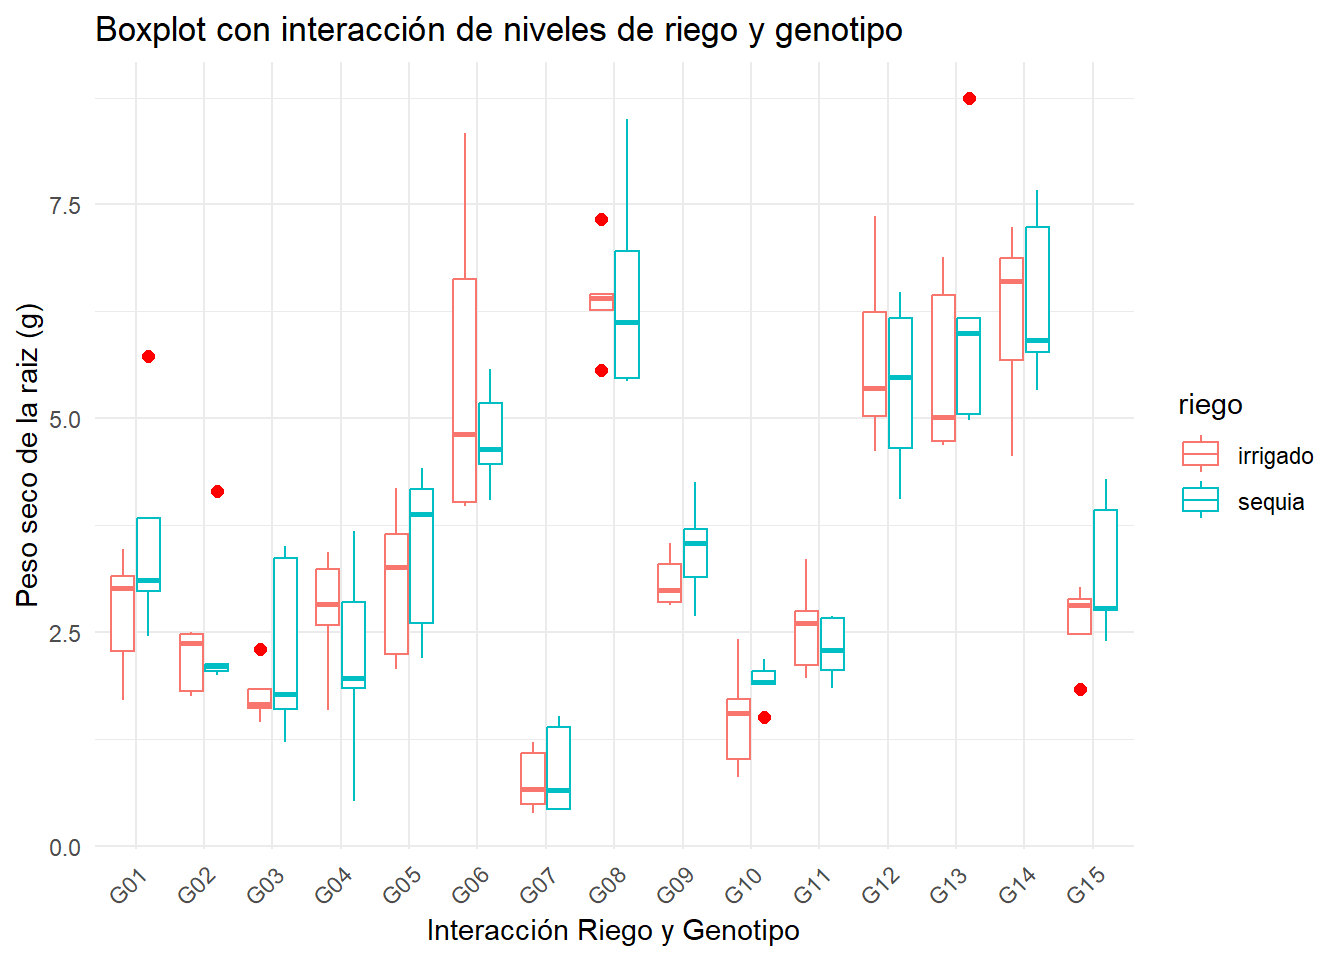 Boxplot con interacción de niveles de riego y genotipo
Peso seco de la raiz (g)
7.5
5.0
2.5
0.0
G01
G02
G03
G04
G05
G06
G07
G08
G09
G10
G11
G12
G13
G14
G15
Interacción Riego y Genotipo
riego
irrigado
sequia